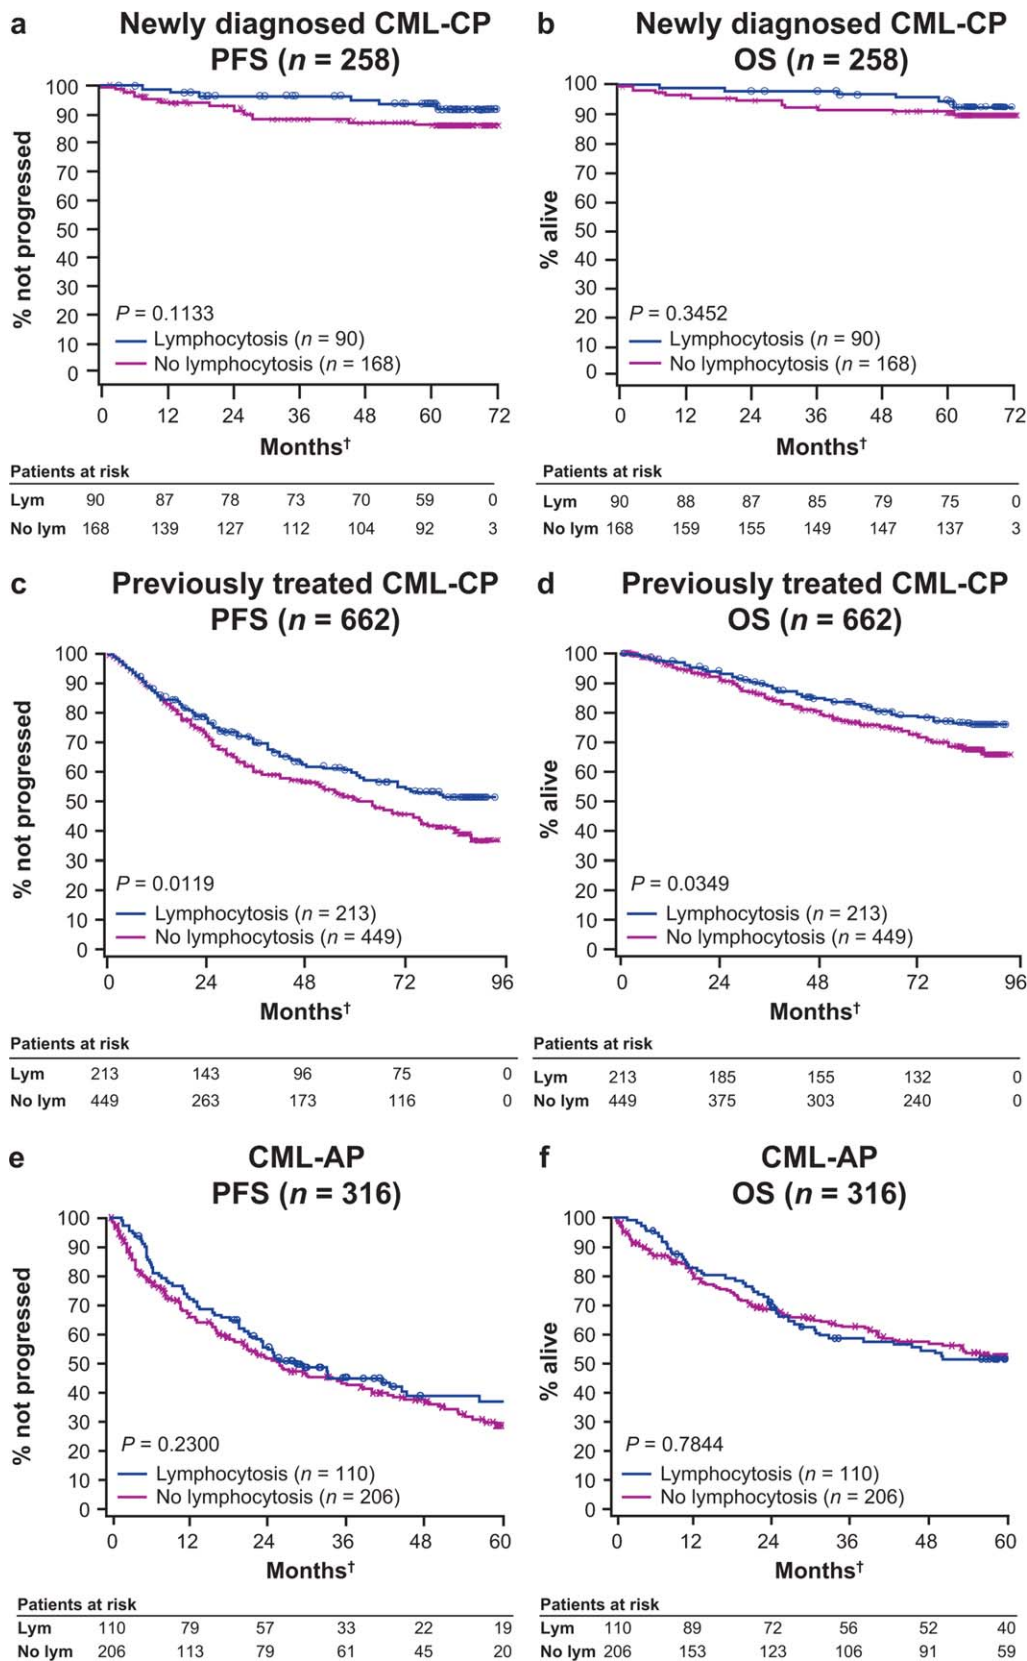 a
Newly diagnosed CML-CP
PFS (n = 258)
% not progressed
100
90
80
70
60
50
40
30
20
10
0
P = 0.1133
Lymphocytosis (n = 90)
No lymphocytosis (n = 168)
0 12 24 36 48 60 72
Months†
Patients at risk
Lym 90 87 78 73 70 59 0
No lym 168 139 127 112 104 92 3
b
Newly diagnosed CML-CP
OS (n = 258)
% alive
100
90
80
70
60
50
40
30
20
10
0
P = 0.3452
Lymphocytosis (n = 90)
No lymphocytosis (n = 168)
0 12 24 36 48 60 72
Months†
Patients at risk
Lym 90 88 87 85 79 75 0
No lym 168 159 155 149 147 137 3
c
Previously treated CML-CP
PFS (n = 662)
% not progressed
100
90
80
70
60
50
40
30
20
10
0
P = 0.0119
Lymphocytosis (n = 213)
No lymphocytosis (n = 449)
0 24 48 72 96
Months†
Patients at risk
Lym 213 143 96 75 0
No lym 449 263 173 116 0
d
Previously treated CML-CP
OS (n = 662)
% alive
100
90
80
70
60
50
40
30
20
10
0
P = 0.0349
Lymphocytosis (n = 213)
No lymphocytosis (n = 449)
0 24 48 72 96
Months†
Patients at risk
Lym 213 185 155 132 0
No lym 449 375 303 240 0
e
CML-AP
PFS (n = 316)
% not progressed
100
90
80
70
60
50
40
30
20
10
0
P = 0.2300
Lymphocytosis (n = 110)
No lymphocytosis (n = 206)
0 12 24 36 48 60
Months†
Patients at risk
Lym 110 79 57 33 22 19
No lym 206 113 79 61 45 20
f
CML-AP
OS (n = 316)
% alive
100
90
80
70
60
50
40
30
20
10
0
P = 0.7844
Lymphocytosis (n = 110)
No lymphocytosis (n = 206)
0 12 24 36 48 60
Months†
Patients at risk
Lym 110 89 72 56 52 40
No lym 206 153 123 106 91 59